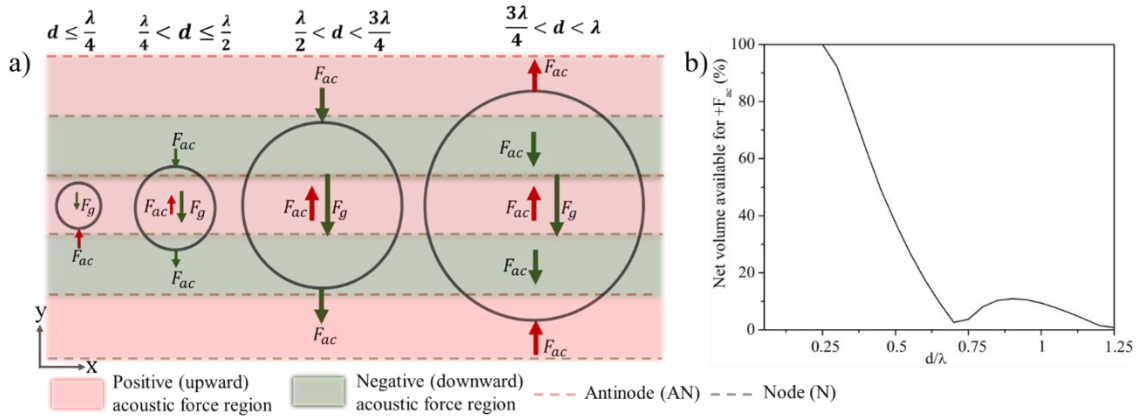 d ≤ λ/4
λ/4 < d ≤ λ/2
λ/2 < d < 3λ/4
3λ/4 < d < λ
a)
F_ac
F_ac
F_ac
F_ac
F_g
F_ac
F_g
F_ac
F_g
F_ac
F_g
F_ac
F_ac
F_ac
F_ac
F_ac
y
x
Positive (upward)
acoustic force region
Negative (downward)
acoustic force region
Antinode (AN)
Node (N)
b)
Net volume available for +F_ac (%)
100
80
60
40
20
0
0.25
0.5
0.75
1
1.25
d/λ